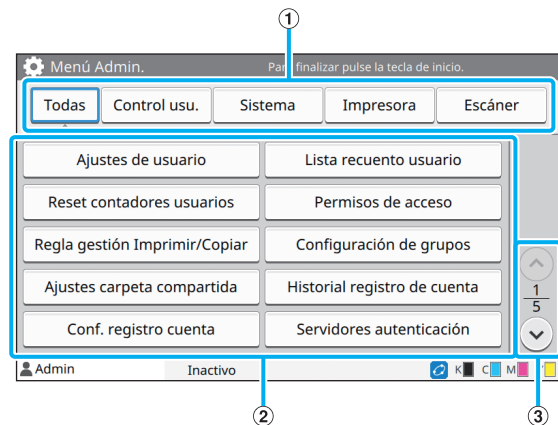 1
Menú Admin. Para finalizar pulse la tecla de inicio.
Todas Control usu. Sistema Impresora Escáner
Ajustes de usuario Lista recuento usuario
Reset contadores usuarios Permisos de acceso
Regla gestión Imprimir/Copiar Configuración de grupos
Ajustes carpeta compartida Historial registro de cuenta
1
5
Conf. registro cuenta Servidores autenticación
Admin Inactivo K C M
2 3